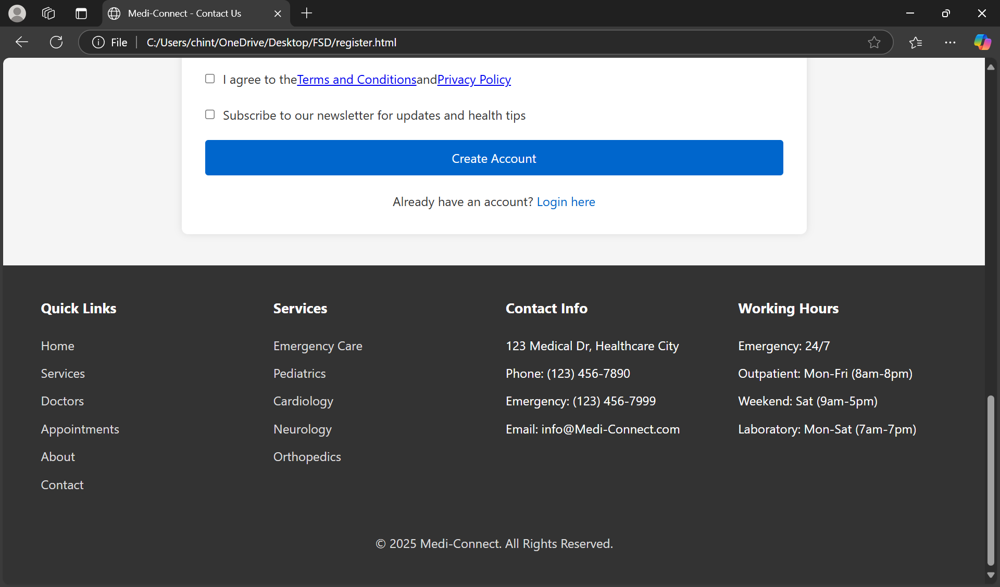 Medi-Connect - Contact Us
File
C:/Users/chint/OneDrive/Desktop/FSD/register.html
I agree to theTerms and ConditionsandPrivacy Policy
Subscribe to our newsletter for updates and health tips
Create Account
Already have an account? Login here
Quick Links
Home
Services
Doctors
Appointments
About
Contact
Services
Emergency Care
Pediatrics
Cardiology
Neurology
Orthopedics
Contact Info
123 Medical Dr, Healthcare City
Phone: (123) 456-7890
Emergency: (123) 456-7999
Email: info@Medi-Connect.com
Working Hours
Emergency: 24/7
Outpatient: Mon-Fri (8am-8pm)
Weekend: Sat (9am-5pm)
Laboratory: Mon-Sat (7am-7pm)
© 2025 Medi-Connect. All Rights Reserved.